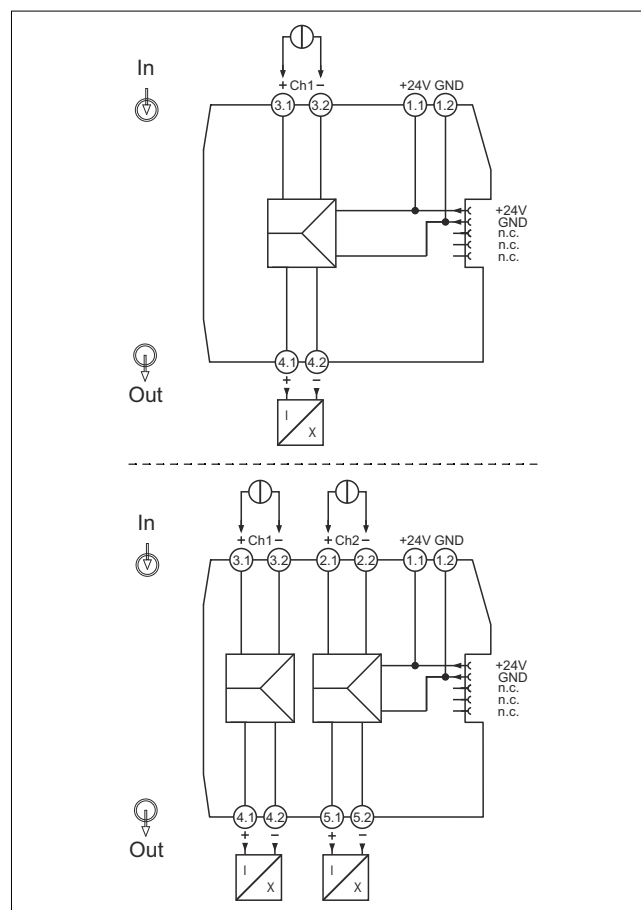 In
+ Ch1 −
+24V GND
3.1 3.2 1.1 1.2
+24V
GND
n.c.
n.c.
n.c.
4.1 4.2
+ −
Out
I
X
In
+ Ch1 − + Ch2 − +24V GND
3.1 3.2 2.1 2.2 1.1 1.2
+24V
GND
n.c.
n.c.
n.c.
4.1 4.2 5.1 5.2
+ − + −
Out
I I
X X